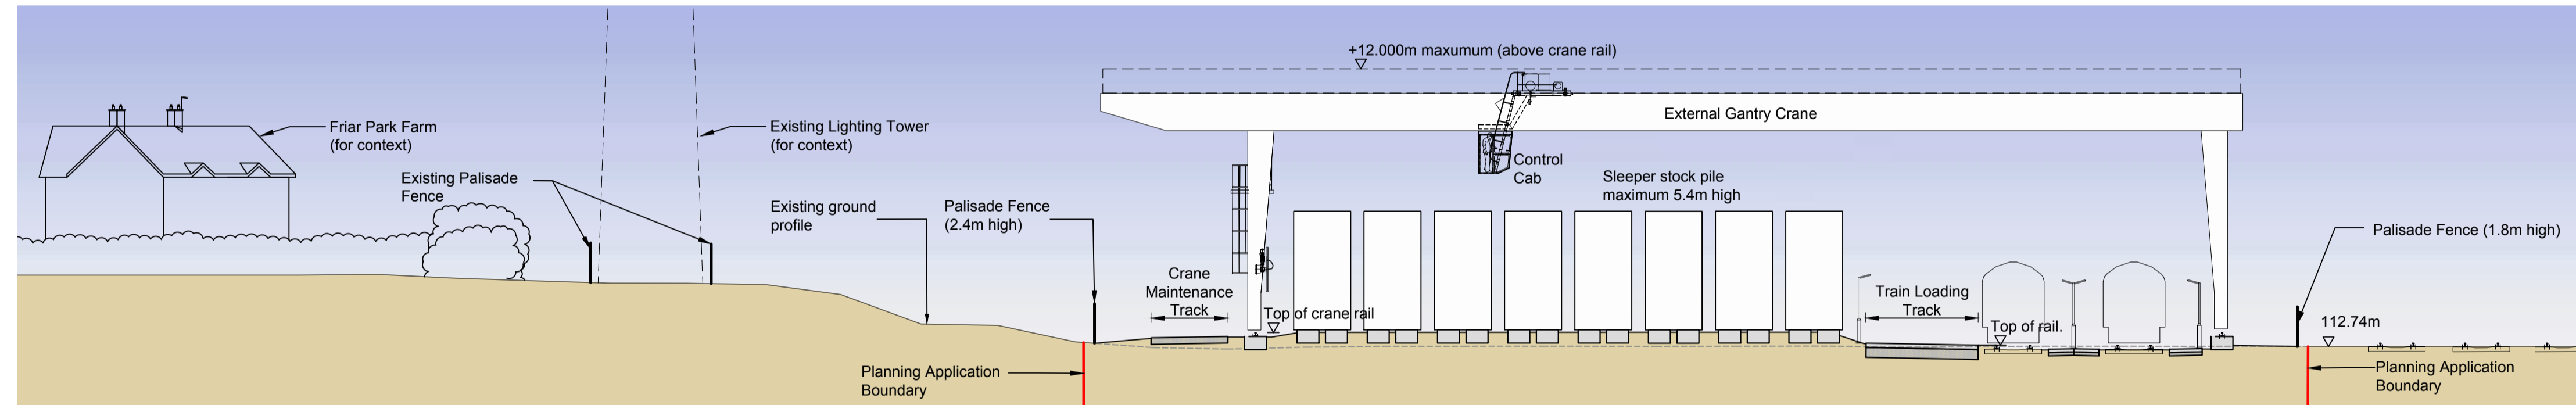 +12.000m maxumum (above crane rail)
External Gantry Crane
Friar Park Farm
(for context)
Existing Lighting Tower
(for context)
Control
Cab
Existing Palisade
Fence
Sleeper stock pile
maximum 5.4m high
Existing ground
profile
Palisade Fence
(2.4m high)
Palisade Fence (1.8m high)
Crane
Maintenance
Track
Top of crane rail
Train Loading
Track
Top of rail.
112.74m
Planning Application
Boundary
Planning Application
Boundary